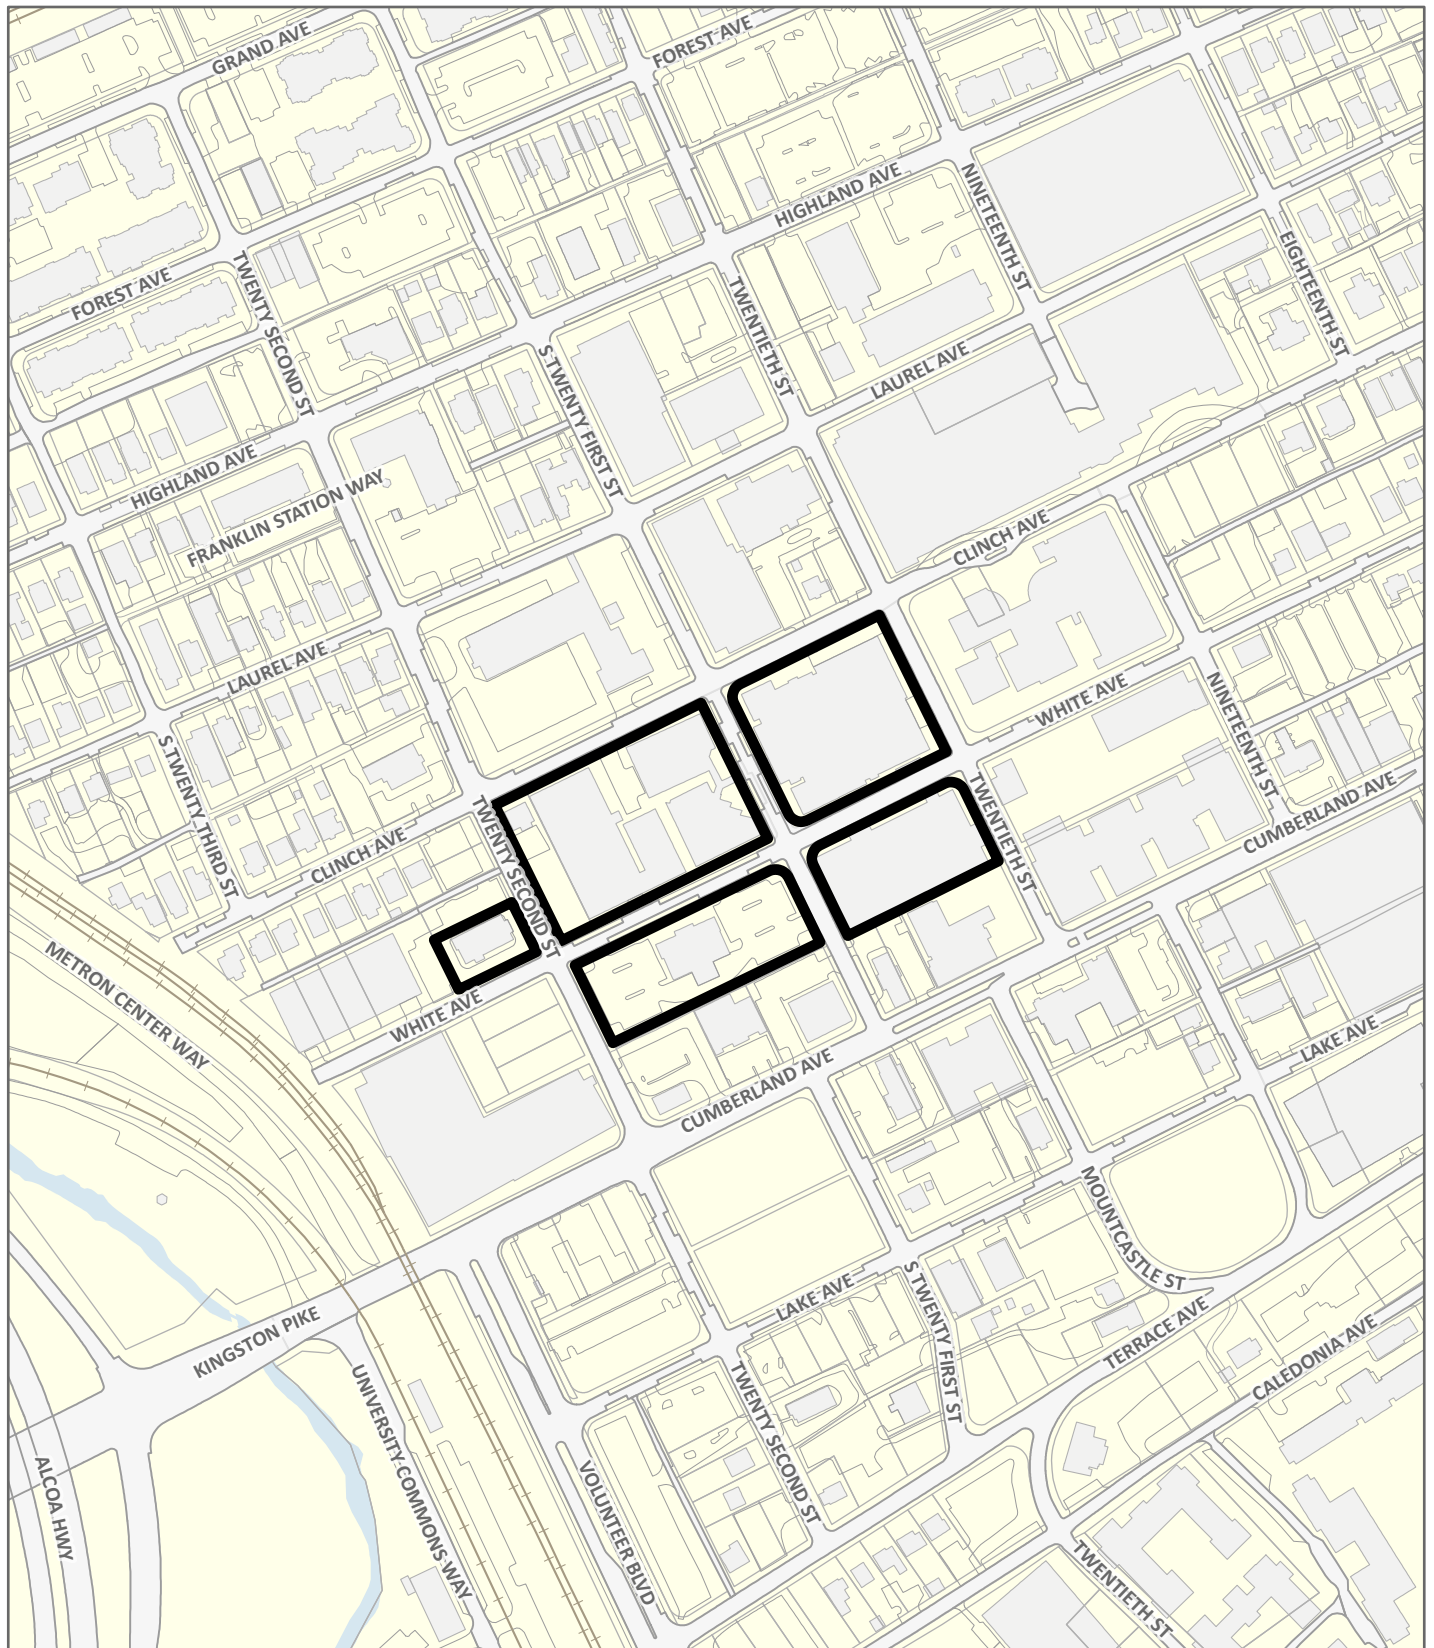 GRAND AVE
FOREST AVE
HIGHLAND AVE
NINETEENTH ST
EIGHTEENTH ST
FOREST AVE
TWENTY SECOND ST
TWENTIETH ST
S TWENTY FIRST ST
LAUREL AVE
HIGHLAND AVE
FRANKLIN STATION WAY
CLINCH AVE
LAUREL AVE
WHITE AVE
NINETEENTH ST
S TWENTY THIRD ST
CLINCH AVE
TWENTY SECOND ST
TWENTIETH ST
CUMBERLAND AVE
METRON CENTER WAY
WHITE AVE
LAKE AVE
CUMBERLAND AVE
MOUNTCASTLE ST
LAKE AVE
S TWENTY FIRST ST
TERRACE AVE
KINGSTON PIKE
CALEDONIA AVE
UNIVERSITY COMMONS WAY
TWENTY SECOND ST
ALCOA HWY
VOLUNTEER BLVD
TWENTIETH ST